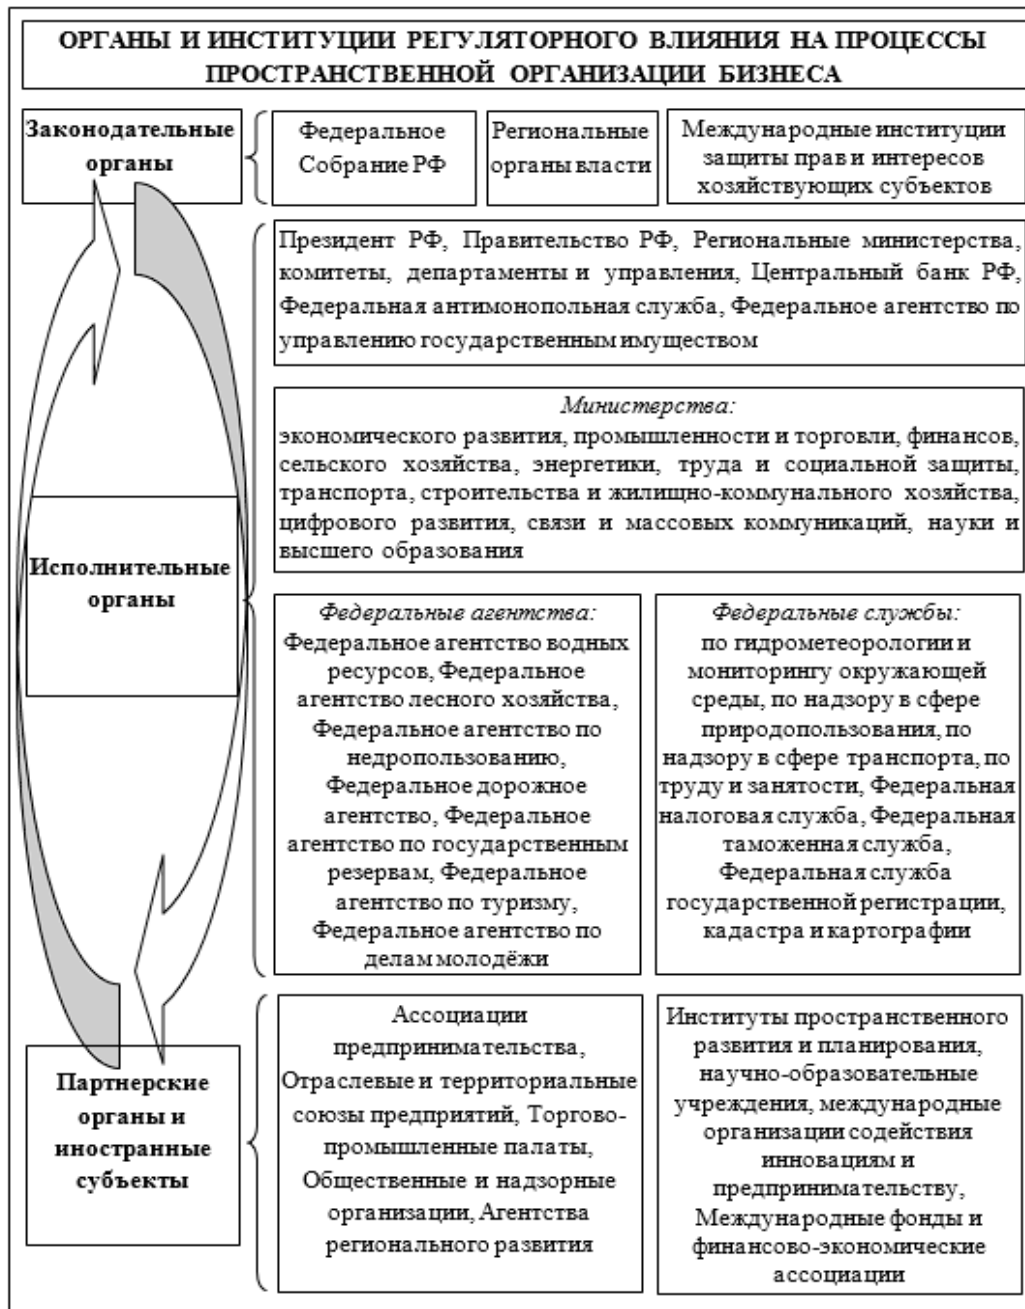 ОРГАНЫ И ИНСТИТУЦИИ РЕГУЛЯТОРНОГО ВЛИЯНИЯ НА ПРОЦЕССЫ
ПРОСТРАНСТВЕННОЙ ОРГАНИЗАЦИИ БИЗНЕСА
Законодательные
органы
Федеральное
Собрание РФ
Региональные
органы власти
Международные институции
защиты прав и интересов
хозяйствующих субъектов
Исполнительные
органы
Президент РФ, Правительство РФ, Региональные министерства,
комитеты, департаменты и управления, Центральный банк РФ,
Федеральная антимонопольная служба, Федеральное агентство по
управлению государственным имуществом
Министерства:
экономического развития, промышленности и торговли, финансов,
сельского хозяйства, энергетики, труда и социальной защиты,
транспорта, строительства и жилищно-коммунального хозяйства,
цифрового развития, связи и массовых коммуникаций, науки и
высшего образования
Федеральные агентства:
Федеральное агентство водных
ресурсов, Федеральное
агентство лесного хозяйства,
Федеральное агентство по
недропользованию,
Федеральное дорожное
агентство, Федеральное
агентство по государственным
резервам, Федеральное
агентство по туризму,
Федеральное агентство по
делам молодёжи
Федеральные службы:
по гидрометеорологии и
мониторингу окружающей
среды, по надзору в сфере
природопользования, по
надзору в сфере транспорта, по
труду и занятости, Федеральная
налоговая служба, Федеральная
таможенная служба,
Федеральная служба
государственной регистрации,
кадастра и картографии
Партнерские
органы и
иностранные
субъекты
Ассоциации
предпринимательства,
Отраслевые и территориальные
союзы предприятий, Торгово-
промышленные палаты,
Общественные и надзорные
организации, Агентства
регионального развития
Институты пространственного
развития и планирования,
научно-образовательные
учреждения, международные
организации содействия
инновациям и
предпринимательству,
Международные фонды и
финансово-экономические
ассоциации